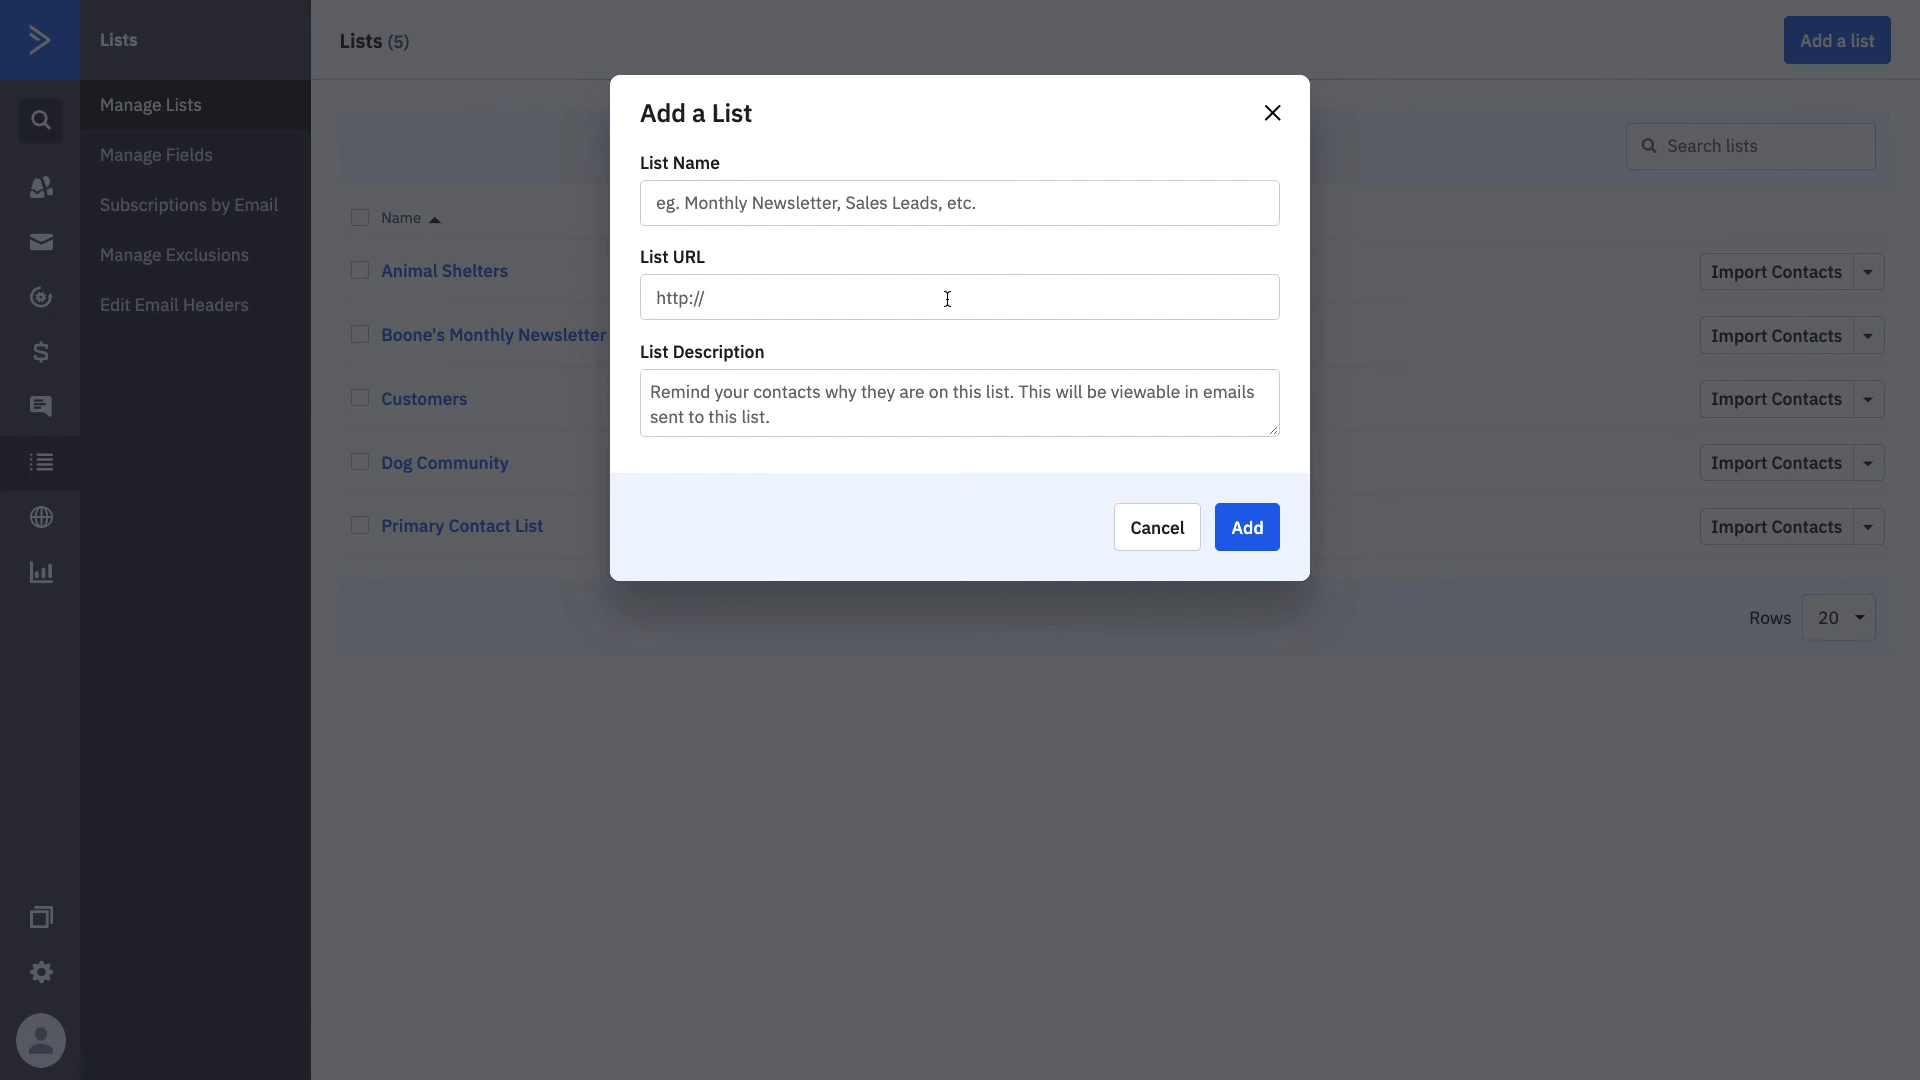 Lists
Manage Lists
Manage Fields
Subscriptions by Email
Manage Exclusions
Edit Email Headers
Lists (5)
Add a list
Search lists
Name
Animal Shelters
Import Contacts
Boone's Monthly Newsletter
Import Contacts
Customers
Import Contacts
Dog Community
Import Contacts
Primary Contact List
Import Contacts
Rows 20
Add a List
List Name
eg. Monthly Newsletter, Sales Leads, etc.
List URL
http://
List Description
Remind your contacts why they are on this list. This will be viewable in emails
sent to this list.
Cancel
Add